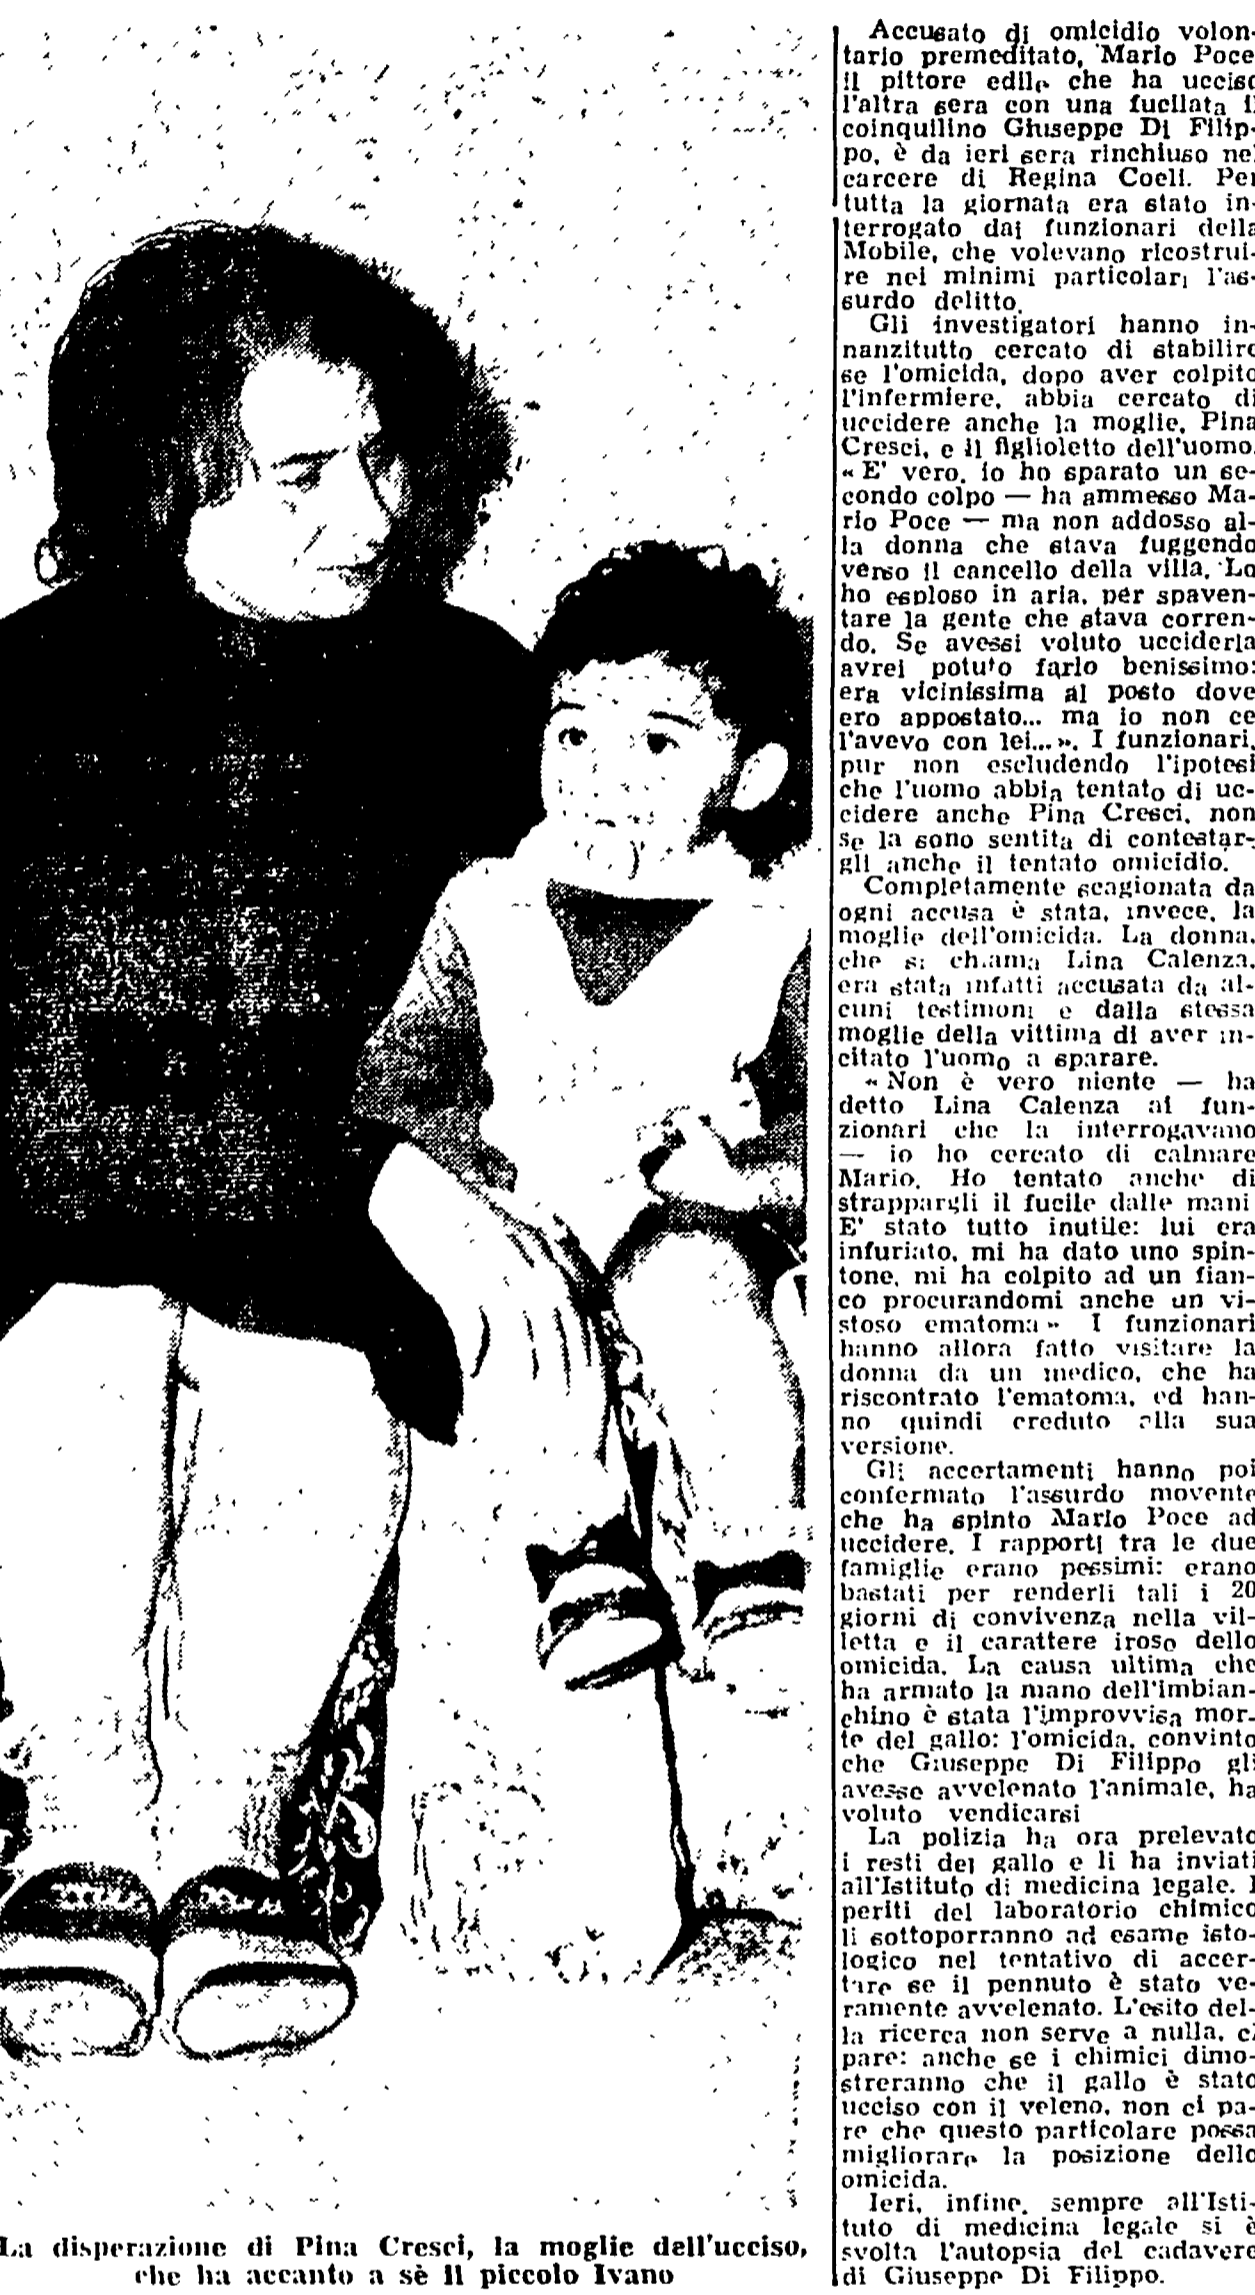 Accusato di omicidio volon-
tario premeditato, Mario Poce
il pittore edile che ha ucciso
l'altra sera con una fucilata il
coinquilino Giuseppe Di Filip-
po, è da ieri sera rinchiuso nel
carcere di Regina Coeli. Per
tutta la giornata era stato in-
terrogato dai funzionari della
Mobile, che volevano ricostrui-
re nei minimi particolari l'as-
surdo delitto.
Gli investigatori hanno in-
nanzitutto cercato di stabilire
se l'omicida, dopo aver colpito
l'infermiere, abbia cercato di
uccidere anche la moglie, Pina
Cresci, e il figlioletto dell'uomo.
« E' vero, io ho sparato un se-
condo colpo — ha ammesso Ma-
rio Poce — ma non addosso al-
la donna che stava fuggendo
verso il cancello della villa. Lo
ho esploso in aria, per spaven-
tare la gente che stava corren-
do. Se avessi voluto ucciderla
avrei potuto farlo benissimo:
era vicinissima al posto dove
ero appostato... ma io non ce
l'avevo con lei... ». I funzionari,
pur non escludendo l'ipotesi
che l'uomo abbia tentato di uc-
cidere anche Pina Cresci, non
se la sono sentita di contestar-
gli anche il tentato omicidio.
Completamente scagionata da
ogni accusa è stata, invece, la
moglie dell'omicida. La donna,
che si chiama Lina Calenza,
era stata infatti accusata da al-
cuni testimoni e dalla stessa
moglie della vittima di aver in-
citato l'uomo a sparare.
« Non è vero niente — ha
detto Lina Calenza ai fun-
zionari che la interrogavano
— io ho cercato di calmare
Mario. Ho tentato anche di
strappargli il fucile dalle mani
E' stato tutto inutile: lui era
infuriato, mi ha dato uno spin-
tone, mi ha colpito ad un fian-
co procurandomi anche un vi-
stoso ematoma » I funzionari
hanno allora fatto visitare la
donna da un medico, che ha
riscontrato l'ematoma, ed han-
no quindi creduto alla sua
versione.
Gli accertamenti hanno poi
confermato l'assurdo movente
che ha spinto Mario Poce ad
uccidere. I rapporti tra le due
famiglie erano pessimi: erano
bastati per renderli tali i 20
giorni di convivenza nella vil-
letta e il carattere iroso dello
omicida. La causa ultima che
ha armato la mano dell'imbian-
chino è stata l'improvvisa mor-
te del gallo: l'omicida, convinto
che Giuseppe Di Filippo gli
avesse avvelenato l'animale, ha
voluto vendicarsi
La polizia ha ora prelevato
i resti del gallo e li ha inviati
all'Istituto di medicina legale. I
periti del laboratorio chimico
li sottoporranno ad esame isto-
logico nel tentativo di accer-
tare se il pennuto è stato ve-
ramente avvelenato. L'esito del-
la ricerca non serve a nulla, ci
pare: anche se i chimici dimo-
streranno che il gallo è stato
ucciso con il veleno, non ci pa-
re che questo particolare possa
migliorare la posizione dello
omicida.
Ieri, infine, sempre all'Isti-
tuto di medicina legale si è
svolta l'autopsia del cadavere
di Giuseppe Di Filippo.
La disperazione di Pina Cresci, la moglie dell'ucciso,
che ha accanto a sè il piccolo Ivano